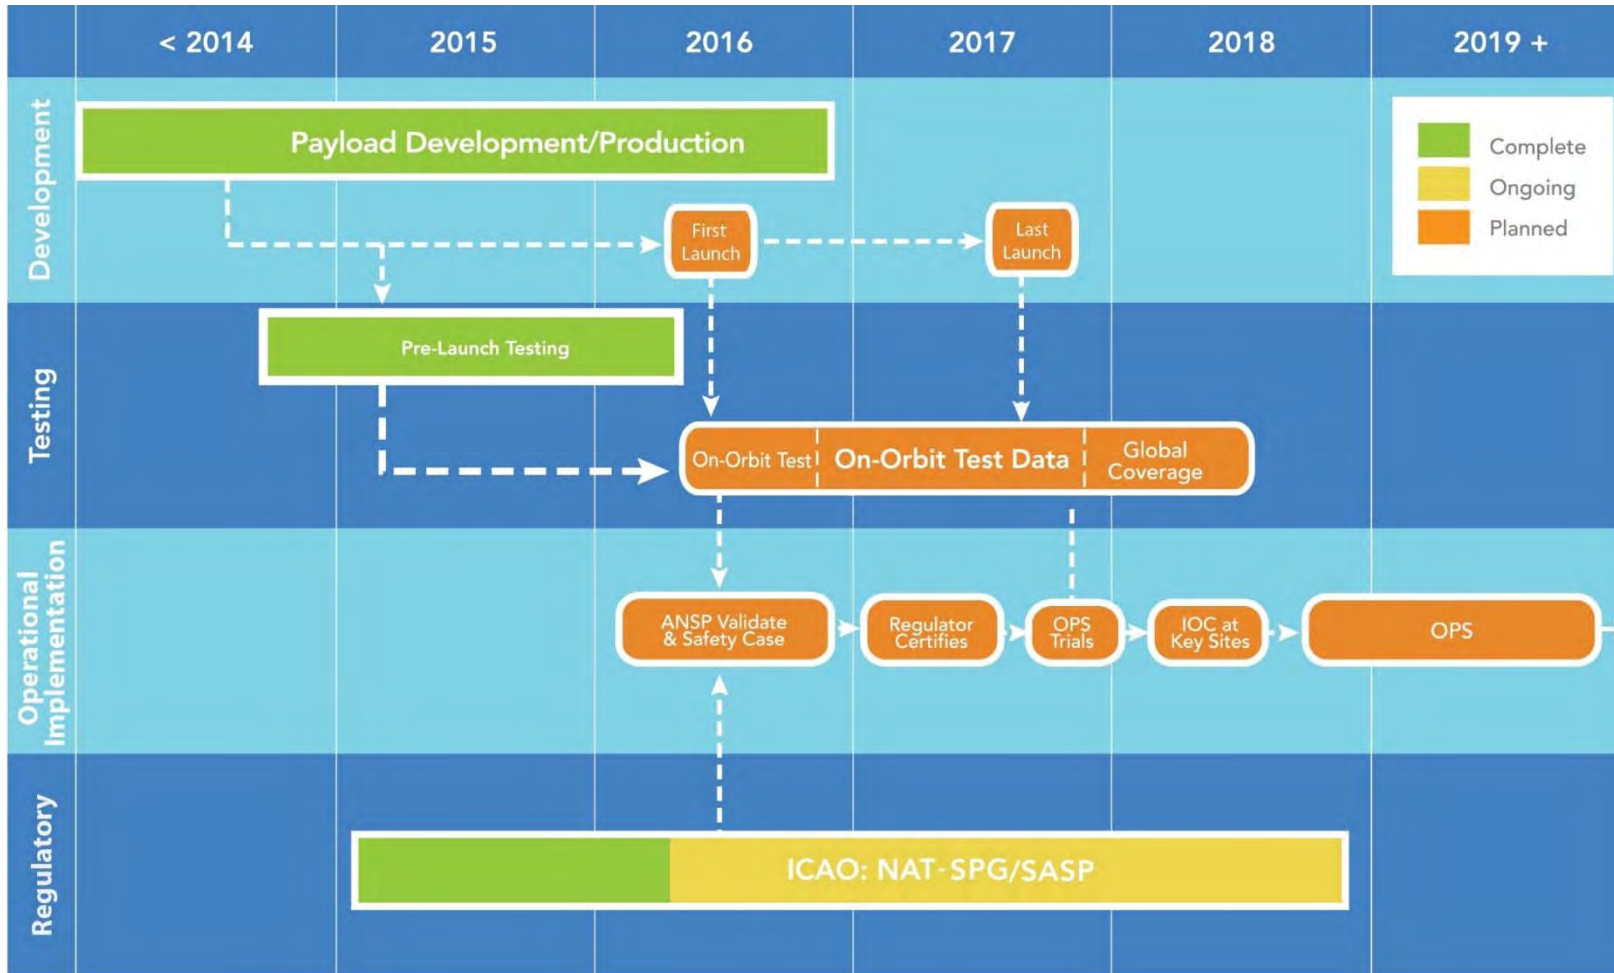 < 2014
2015
2016
2017
2018
2019 +
Development
Payload Development/Production
First
Launch
Last
Launch
Complete
Ongoing
Planned
Testing
Pre-Launch Testing
On-Orbit Test
On-Orbit Test Data
Global
Coverage
Operational
Implementation
ANSP Validate
& Safety Case
Regulator
Certifies
OPS
Trials
IOC at
Key Sites
OPS
Regulatory
ICAO: NAT-SPG/SASP